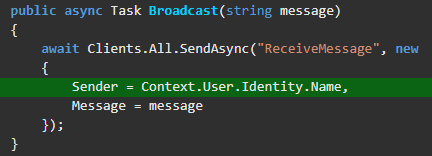 public async Task Broadcast(string message)
{
    await Clients.All.SendAsync("ReceiveMessage", new
    {
        Sender = Context.User.Identity.Name,
        Message = message
    });
}